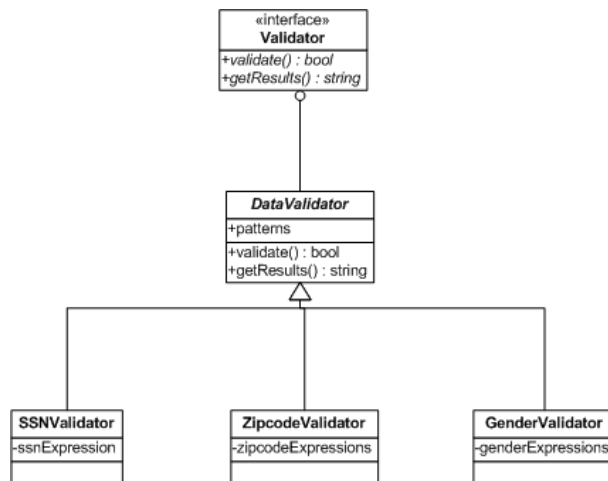 «interface»
Validator
+validate() : bool
+getResults() : string
DataValidator
+patterns
+validate() : bool
+getResults() : string
SSNValidator
-ssnExpression
ZipcodeValidator
-zipcodeExpressions
GenderValidator
-genderExpressions